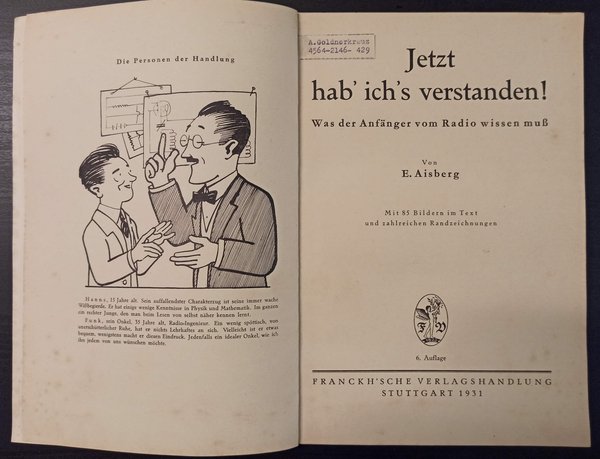 Die Personen der Handlung
Hanns, 15 Jahre alt. Sein auffallendster Charakterzug ist seine immer wache
Wißbegierde. Er hat einige wenige Kenntnisse in Physik und Mathematik. Im ganzen
ein rechter Junge, den man beim Lesen von selbst näher kennen lernt.
Funk, sein Onkel. 35 Jahre alt, Radio-Ingenieur. Ein wenig spöttisch, von
unerschütterlicher Ruhe, hat er nichts Lehrhaftes an sich. Vielleicht ist er etwas
bequem, wenigstens macht er diesen Eindruck. Jedenfalls ein idealer Onkel, wie ich
ihn jedem von uns wünschen möchte.
A.Goldnerkreuz
4564-2146- 429
Jetzt
hab' ich's verstanden!
Was der Anfänger vom Radio wissen muß
Von
E. Aisberg
Mit 85 Bildern im Text
und zahlreichen Randzeichnungen
F V
6. Auflage
FRANCKH'SCHE VERLAGSHANDLUNG
STUTTGART 1931